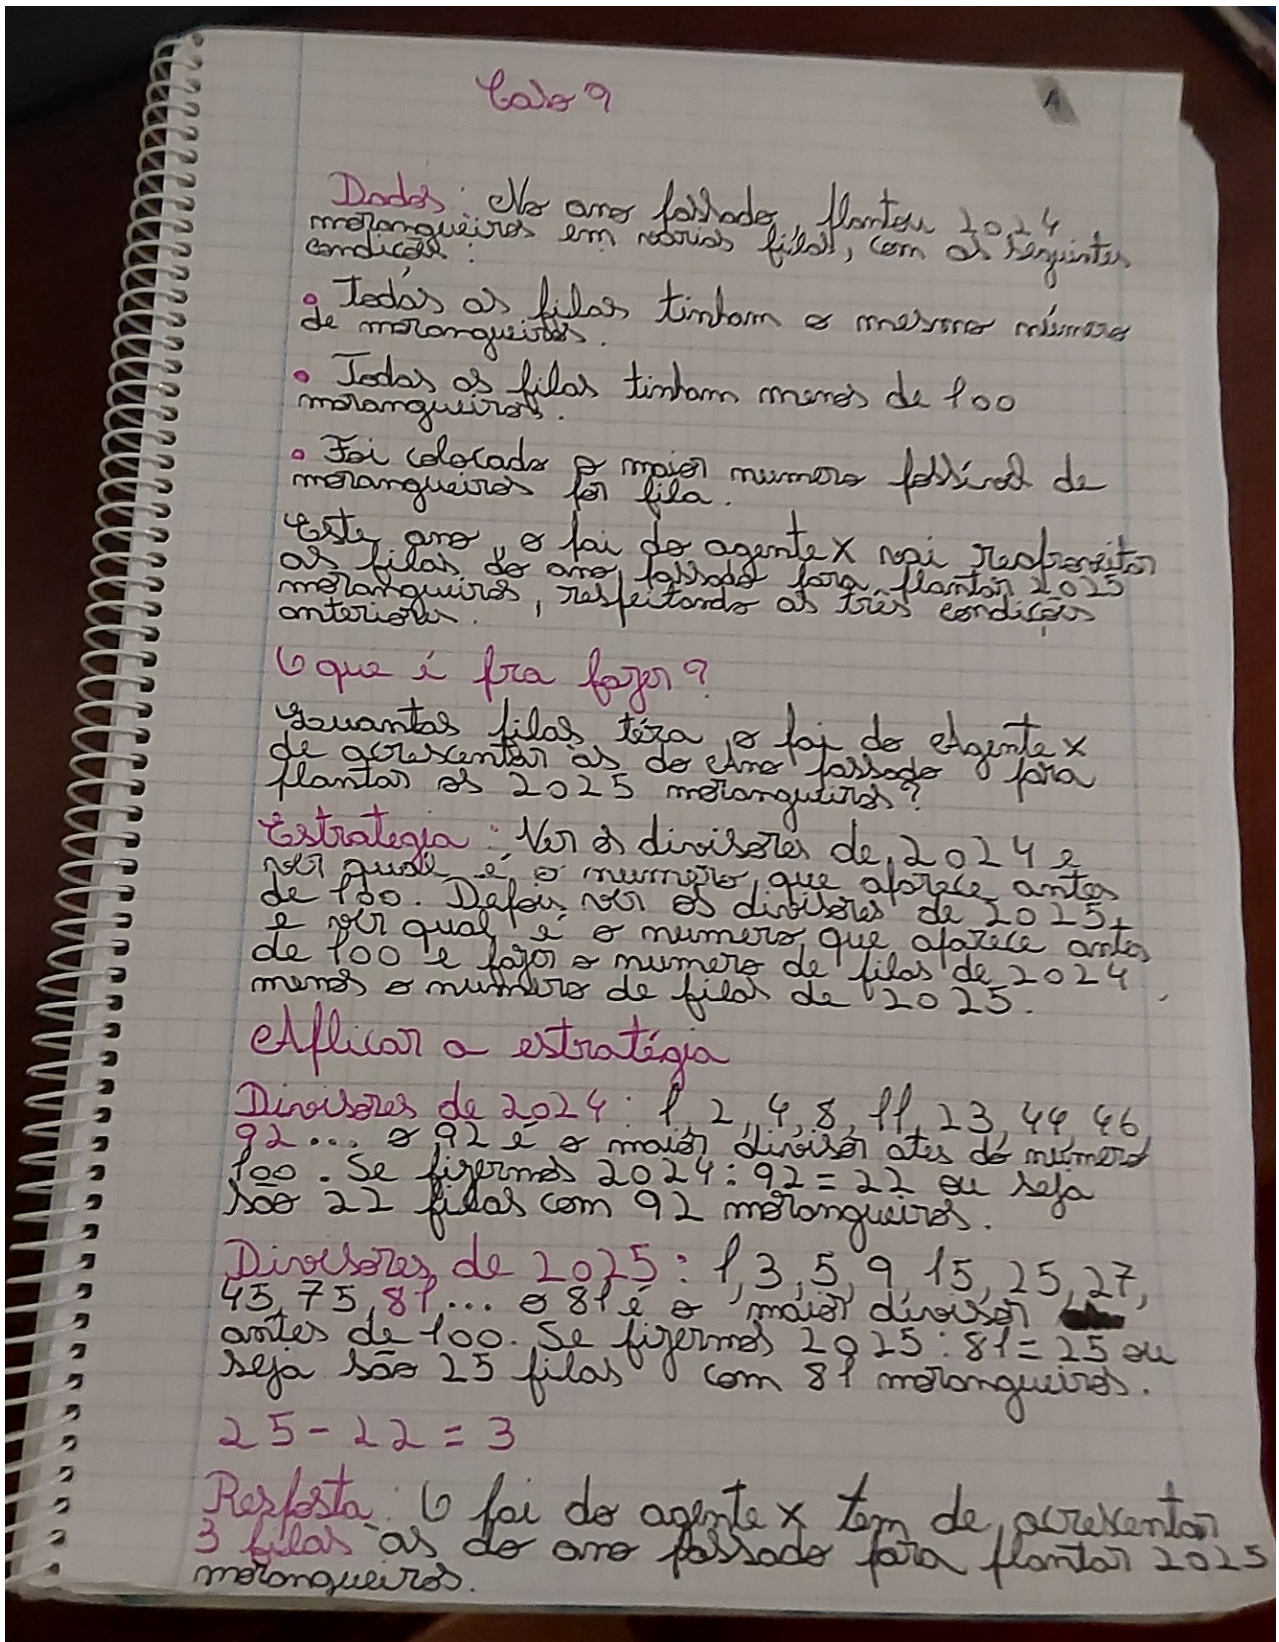 Caso 9
1
Dados: No ano passado, plantou 2024
morangueiros em várias filas, com as seguintes
condições:
• Todas as filas tinham o mesmo número
de morangueiros.
• Todas as filas tinham menos de 100
morangueiros.
• Foi colocado o maior numero possível de
morangueiros por fila.
Este ano, o pai do agente X vai reaproveitar
as filas do ano passado para plantar 2025
morangueiros, respeitando as três condições
anteriores.
O que é pra fazer?
Quantas filas terá o pai do Agente X
de acrescentar às do Ano passado para
plantar os 2025 morangueiros?
Estrategia: Ver os divisores de 2024 e
ver qual é o numero que aparece antes
de 100. Depois ver os divisores de 2025
e ver qual é o numero que aparece antes
de 100 e fazer o numero de filas de 2024
menos o numero de filas de 2025.
Aplicar a estratégia
Divisores de 2024: 1, 2, 4, 8, 11, 23, 44, 46,
92... o 92 é o maior divisor ates do número
100. Se fizermos 2024:92=22 ou seja
são 22 filas com 92 morangueiros.
Divisores de 2025: 1, 3, 5, 9, 15, 25, 27,
45, 75, 81, ... o 81 é o maior divisor
antes de 100. Se fizermos 2025:81=25 ou
seja são 25 filas com 81 morangueiros.
25-22=3
Resposta: O pai do agente X tem de acrescentar
3 filas às do ano passado para plantar 2025
morangueiros.